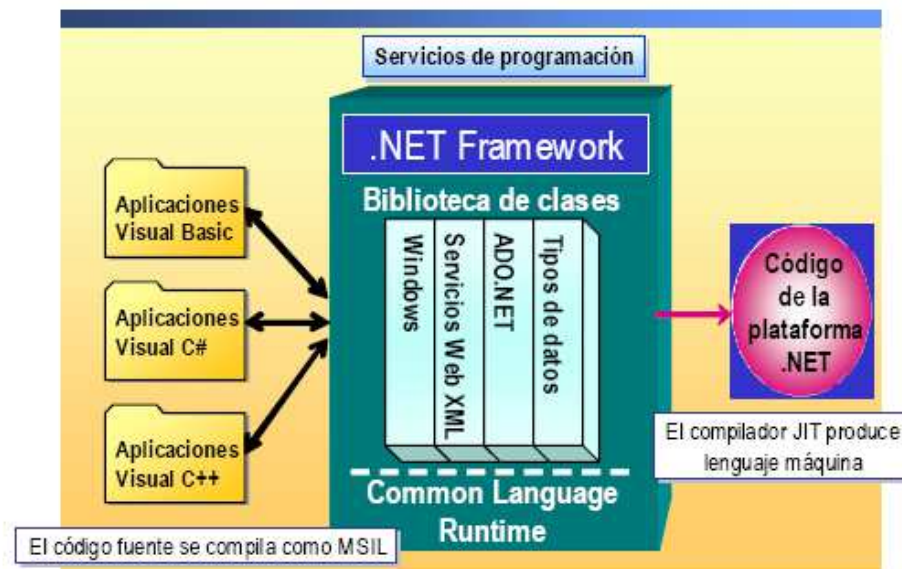 Servicios de programación
.NET Framework
Biblioteca de clases
Windows
Servicios Web XML
ADO.NET
Tipos de datos
Common Language
Runtime
Aplicaciones
Visual Basic
Aplicaciones
Visual C#
Aplicaciones
Visual C++
El código fuente se compila como MSIL
Código
de la
plataforma
.NET
El compilador JIT produce
lenguaje máquina